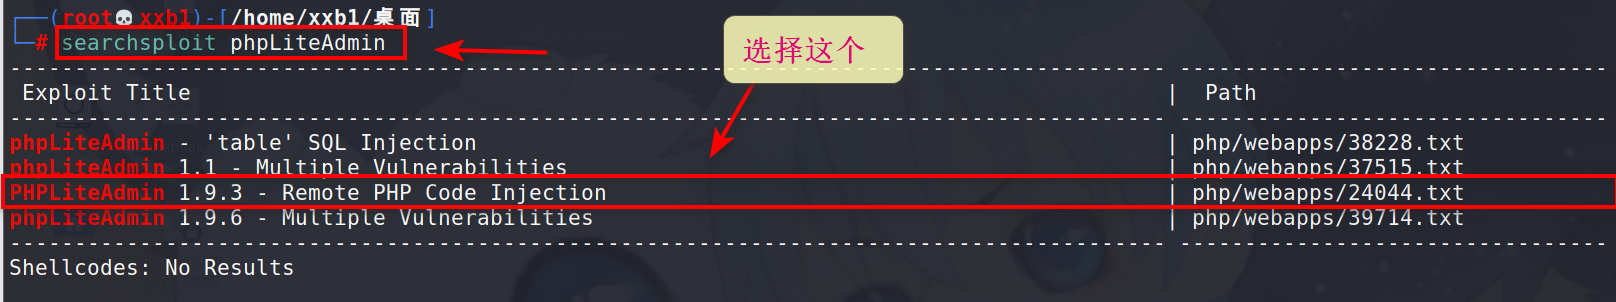 ┌──(root💀xxb1)-[/home/xxb1/桌面]
└─# searchsploit phpLiteAdmin
选择这个
Exploit Title | Path
phpLiteAdmin - 'table' SQL Injection | php/webapps/38228.txt
phpLiteAdmin 1.1 - Multiple Vulnerabilities | php/webapps/37515.txt
PHPLiteAdmin 1.9.3 - Remote PHP Code Injection | php/webapps/24044.txt
phpLiteAdmin 1.9.6 - Multiple Vulnerabilities | php/webapps/39714.txt
Shellcodes: No Results